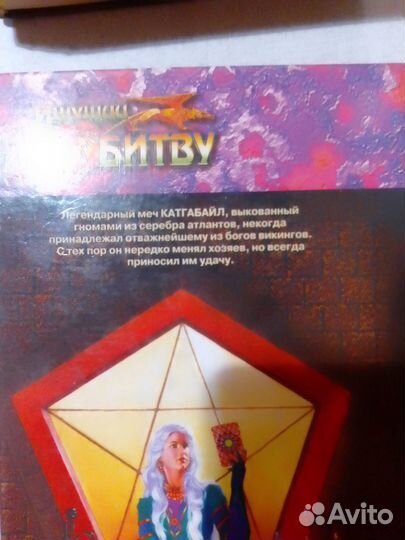 Ищущий
БИТВУ
Легендарный меч КАТГАБАЙЛ, выкованный
гномами из серебра атлантов, некогда
принадлежал отважнейшему из богов викингов.
С тех пор он нередко менял хозяев, но всегда
приносил им удачу.
Avito